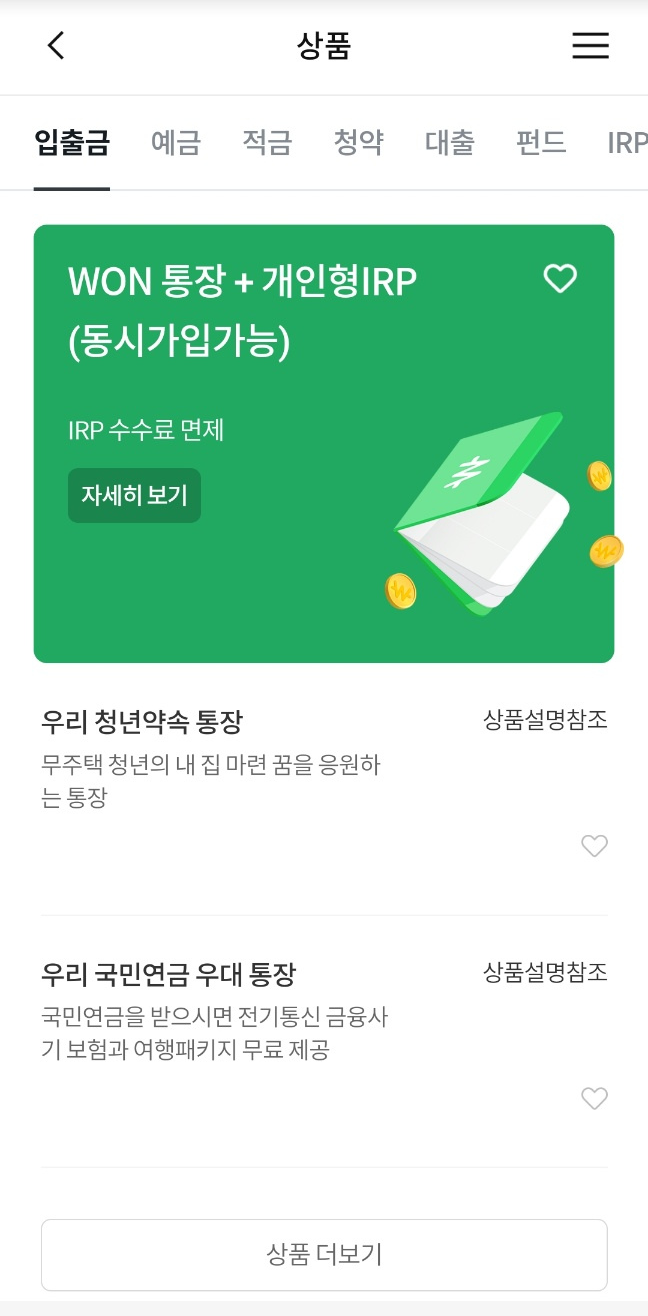 상품
입출금 예금 적금 청약 대출 펀드 IRP
WON 통장 + 개인형IRP
(동시가입가능)
IRP 수수료 면제
자세히 보기
우리 청년약속 통장 상품설명참조
무주택 청년의 내 집 마련 꿈을 응원하
는 통장
우리 국민연금 우대 통장 상품설명참조
국민연금을 받으시면 전기통신 금융사
기 보험과 여행패키지 무료 제공
상품 더보기